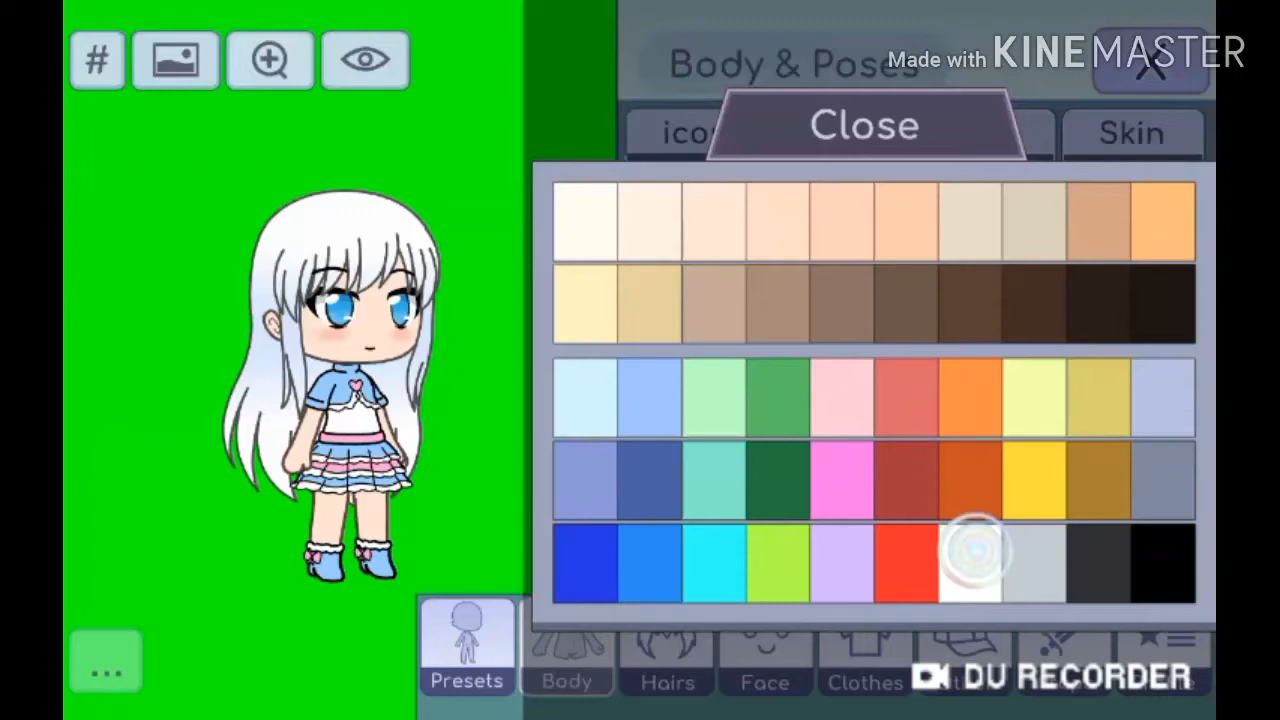 #
Body & Poses
Made with KINEMASTER
X
Close
Skin
...
Presets
Body
Hairs
Face
Clothes
DU RECORDER